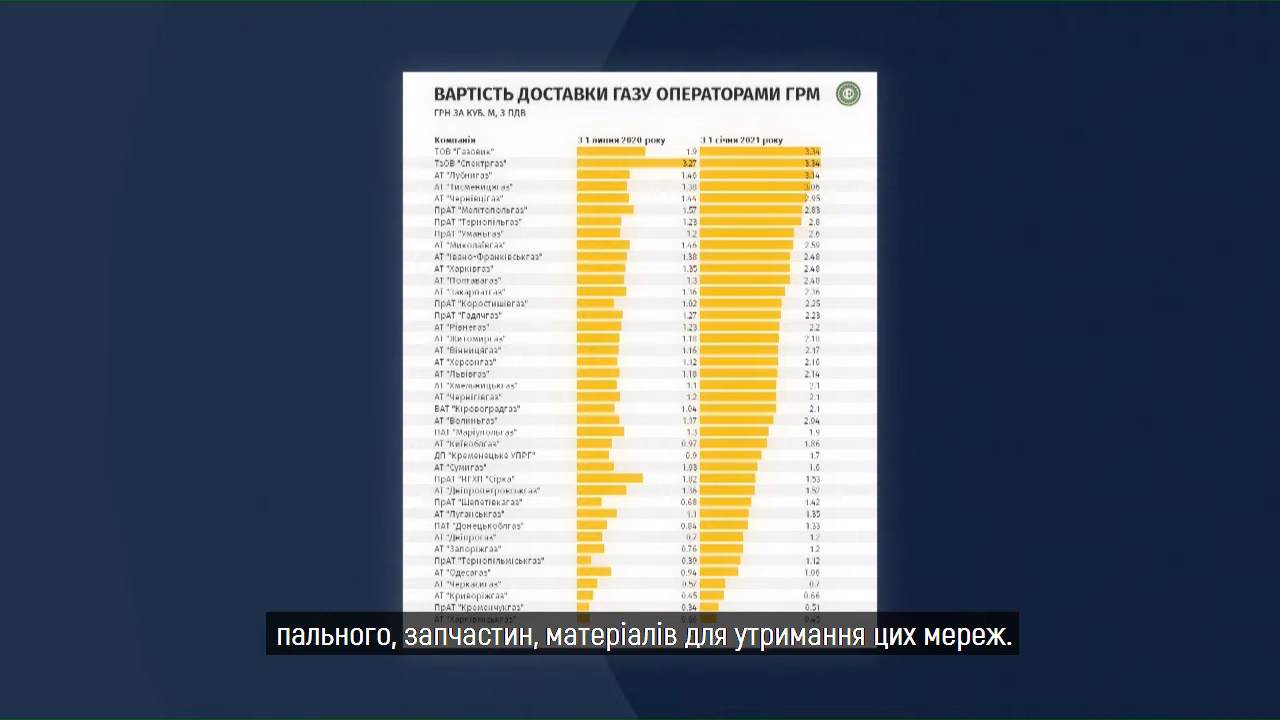 ВАРТІСТЬ ДОСТАВКИ ГАЗУ ОПЕРАТОРАМИ ГРМ
ГРН ЗА КУБ. М, З ПДВ
Компанія З 1 липня 2020 року З 1 січня 2021 року
ТОВ "Газовик" 1.9 3.34
ТзОВ "Спектргаз" 3.27 3.34
АТ "Лубнигаз" 1.46 3.14
АТ "Тисменицягаз" 1.38 3.06
АТ "Чернівцігаз" 1.44 2.95
ПрАТ "Мелітопольгаз" 1.57 2.83
ПрАТ "Тернопільгаз" 1.23 2.8
ПрАТ "Уманьгаз" 1.2 2.6
АТ "Миколаївгаз" 1.46 2.59
АТ "Івано-Франківськгаз" 1.38 2.48
АТ "Харківгаз" 1.35 2.48
АТ "Полтавагаз" 1.3 2.48
АТ "Закарпатгаз" 1.36 2.36
ПрАТ "Коростишівгаз" 1.02 2.25
ПрАТ "Гадячгаз" 1.27 2.23
АТ "Рівнегаз" 1.23 2.2
АТ "Житомиргаз" 1.18 2.18
АТ "Вінницягаз" 1.16 2.17
АТ "Херсонгаз" 1.12 2.16
АТ "Львівгаз" 1.18 2.14
АТ "Хмельницькгаз" 1.1 2.1
АТ "Чернігівгаз" 1.2 2.1
ВАТ "Кіровоградгаз" 1.04 2.1
АТ "Волиньгаз" 1.17 2.04
ПАТ "Маріупольгаз" 1.3 1.9
АТ "Київоблгаз" 0.97 1.86
ДП "Кременецьке УПРГ" 0.9 1.7
АТ "Сумигаз" 1.03 1.6
ПрАТ "НГХП "Сірка" 1.82 1.53
АТ "Дніпропетровськгаз" 1.36 1.52
ПрАТ "Шепетівкагаз" 0.68 1.42
АТ "Луганськгаз" 1.1 1.35
ПАТ "Донецькоблгаз" 0.84 1.33
АТ "Дніпрогаз" 0.7 1.2
АТ "Запоріжгаз" 0.76 1.2
ПрАТ "Тернопільміськгаз" 0.39 1.12
АТ "Одесагаз" 0.94 1.06
АТ "Черкасигаз" 0.57 0.7
АТ "Криворіжгаз" 0.45 0.66
ПрАТ "Кременчукгаз" 0.34 0.51
АТ "Харківміськгаз"
пального, запчастин, матеріалів для утримання цих мереж.